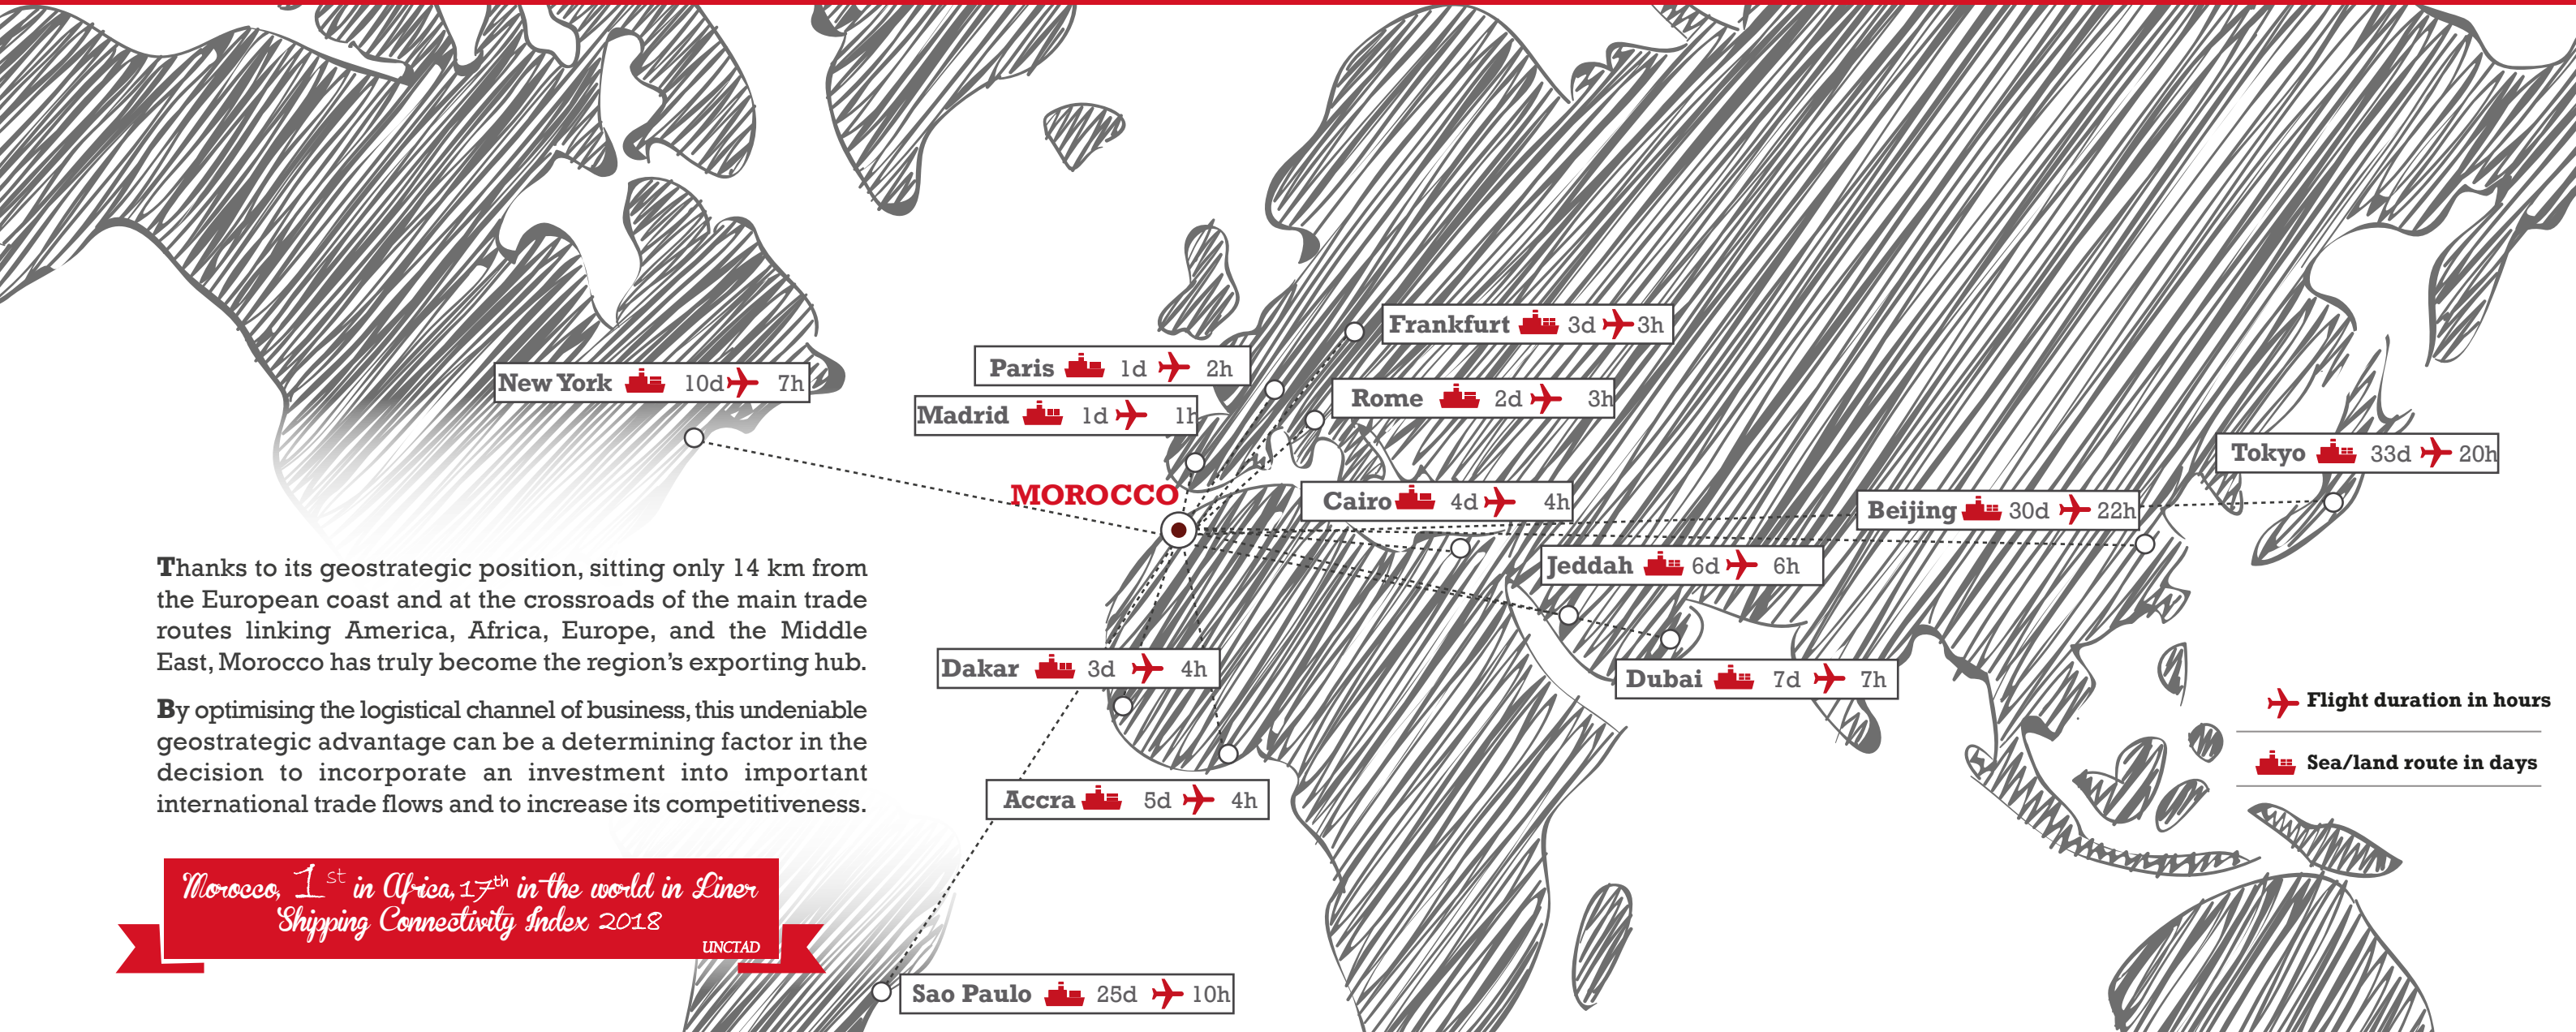 Frankfurt 3d 3h
Paris 1d 2h
New York 10d 7h
Rome 2d 3h
Madrid 1d 1h
Tokyo 33d 20h
MOROCCO
Cairo 4d 4h
Beijing 30d 22h
Jeddah 6d 6h
Thanks to its geostrategic position, sitting only 14 km from
the European coast and at the crossroads of the main trade
routes linking America, Africa, Europe, and the Middle
East, Morocco has truly become the region's exporting hub.
By optimising the logistical channel of business, this undeniable
geostrategic advantage can be a determining factor in the
decision to incorporate an investment into important
international trade flows and to increase its competitiveness.
Dakar 3d 4h
Dubai 7d 7h
Flight duration in hours
Sea/land route in days
Accra 5d 4h
Morocco, 1st in Africa, 17th in the world in Liner
Shipping Connectivity Index 2018
UNCTAD
Sao Paulo 25d 10h